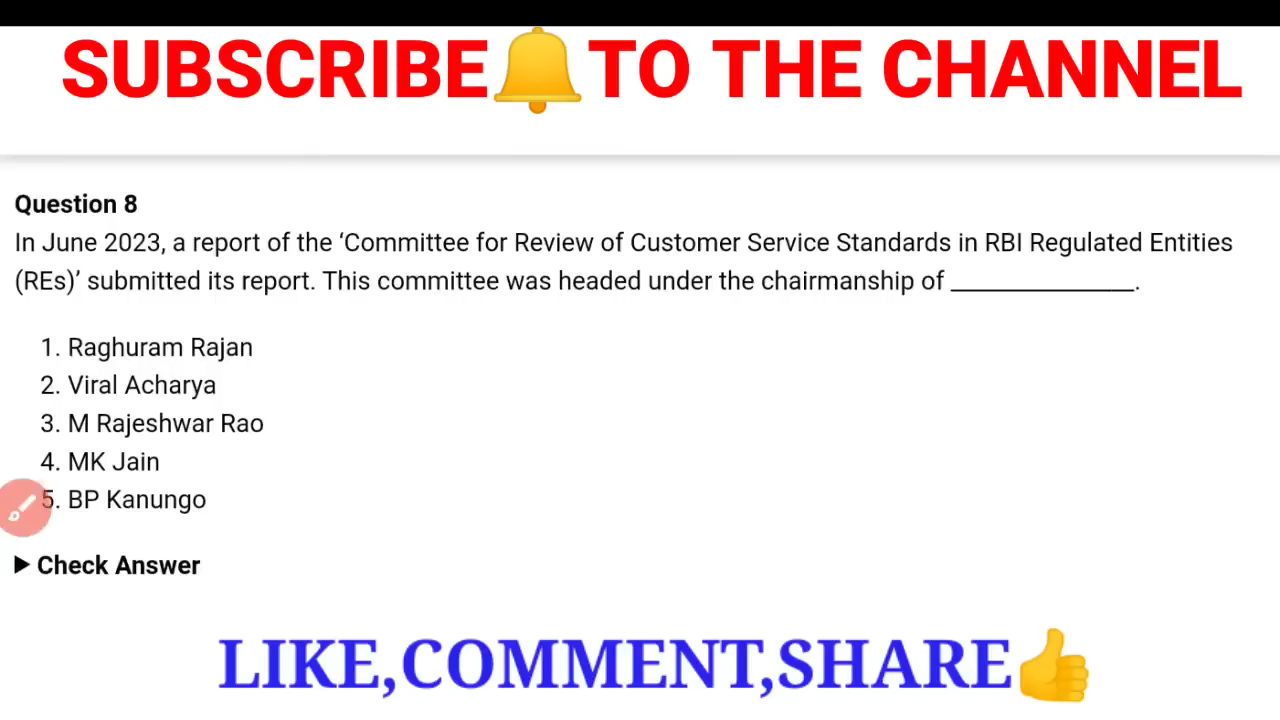 SUBSCRIBE🔔TO THE CHANNEL
Question 8
In June 2023, a report of the ‘Committee for Review of Customer Service Standards in RBI Regulated Entities
(REs)’ submitted its report. This committee was headed under the chairmanship of ______________.
1. Raghuram Rajan
2. Viral Acharya
3. M Rajeshwar Rao
4. MK Jain
5. BP Kanungo
▶ Check Answer
LIKE,COMMENT,SHARE👍